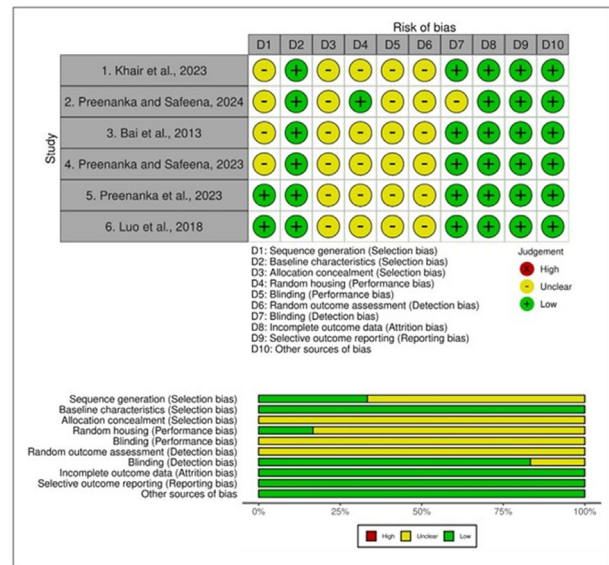 Risk of bias
D1 D2 D3 D4 D5 D6 D7 D8 D9 D10
Study
1. Khair et al., 2023 - + - - - - + + + +
2. Preenanka and Safeena, 2024 - + - + - - - + + +
3. Bai et al., 2013 - + - - - - + + + +
4. Preenanka and Safeena, 2023 - + - - - - + + + +
5. Preenanka et al., 2023 + + - - - - + + + +
6. Luo et al., 2018 + + - - - - + + + +
D1: Sequence generation (Selection bias)
D2: Baseline characteristics (Selection bias)
D3: Allocation concealment (Selection bias)
D4: Random housing (Performance bias)
D5: Blinding (Performance bias)
D6: Random outcome assessment (Detection bias)
D7: Blinding (Detection bias)
D8: Incomplete outcome data (Attrition bias)
D9: Selective outcome reporting (Reporting bias)
D10: Other sources of bias
Judgement
X High
- Unclear
+ Low
Sequence generation (Selection bias)
Baseline characteristics (Selection bias)
Allocation concealment (Selection bias)
Random housing (Performance bias)
Blinding (Performance bias)
Random outcome assessment (Detection bias)
Blinding (Detection bias)
Incomplete outcome data (Attrition bias)
Selective outcome reporting (Reporting bias)
Other sources of bias
0% 25% 50% 75% 100%
High Unclear Low